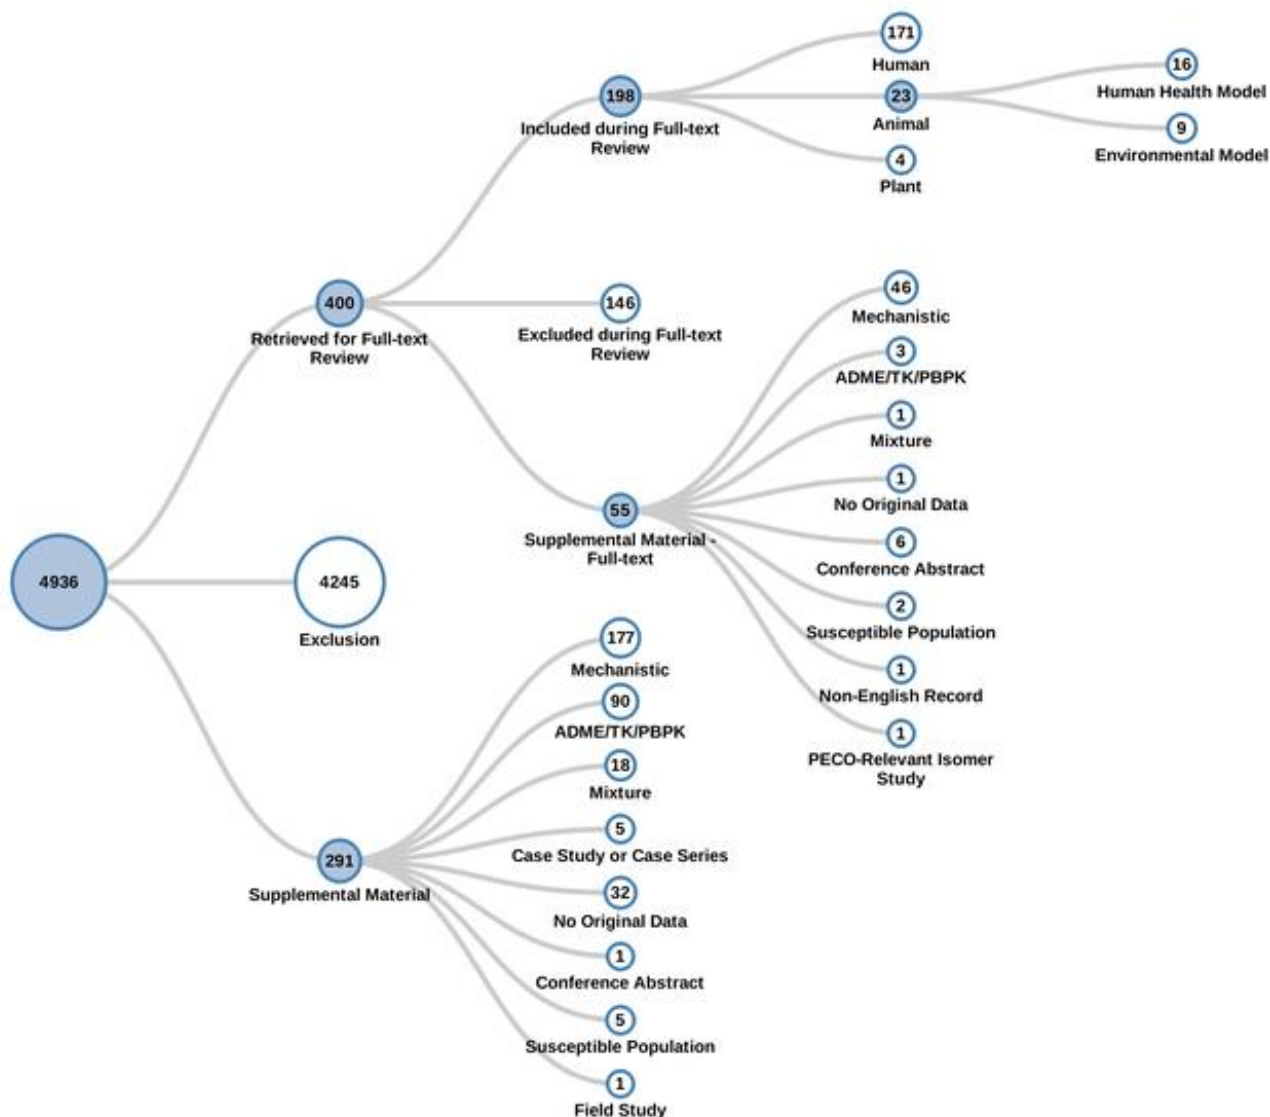 171
Human
16
Human Health Model
198
Included during Full-text
Review
23
Animal
9
Environmental Model
4
Plant
400
Retrieved for Full-text
Review
146
Excluded during Full-text
Review
46
Mechanistic
3
ADME/TK/PBPK
1
Mixture
1
No Original Data
55
Supplemental Material -
Full-text
6
Conference Abstract
2
Susceptible Population
1
Non-English Record
1
PECO-Relevant Isomer
Study
4936
4245
Exclusion
177
Mechanistic
90
ADME/TK/PBPK
18
Mixture
5
Case Study or Case Series
291
Supplemental Material
32
No Original Data
1
Conference Abstract
5
Susceptible Population
1
Field Study